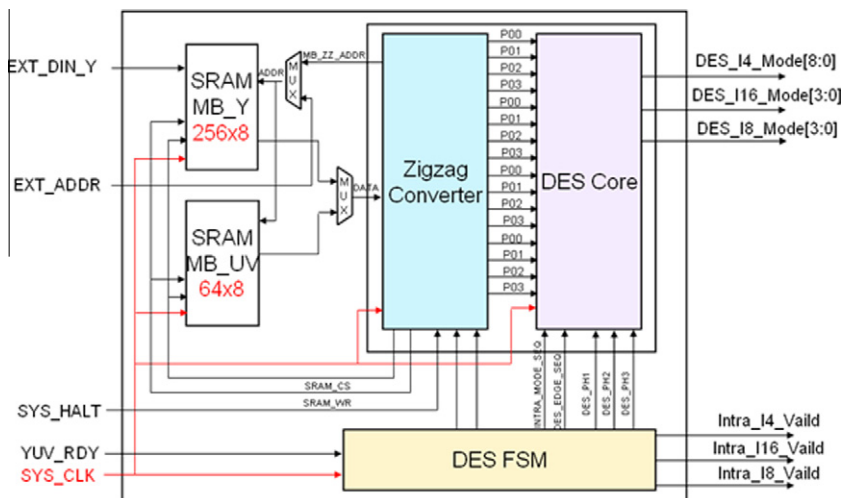 EXT_DIN_Y
EXT_ADDR
SYS_HALT
YUV_RDY
SYS_CLK
SRAM
MB_Y
256x8
SRAM
MB_UV
64x8
ADDR
MUX
MB_ZZ_ADDR
MUX
DATA
Zigzag
Converter
P00
P01
P02
P03
P00
P01
P02
P03
P00
P01
P02
P03
P00
P01
P02
P03
DES Core
SRAM_CS
SRAM_WR
INTRA_MODE_SEQ
DES_EDGE_SEQ
DES_PH1
DES_PH2
DES_PH3
DES FSM
DES_I4_Mode[8:0]
DES_I16_Mode[3:0]
DES_I8_Mode[3:0]
Intra_I4_Vaild
Intra_I16_Vaild
Intra_I8_Vaild